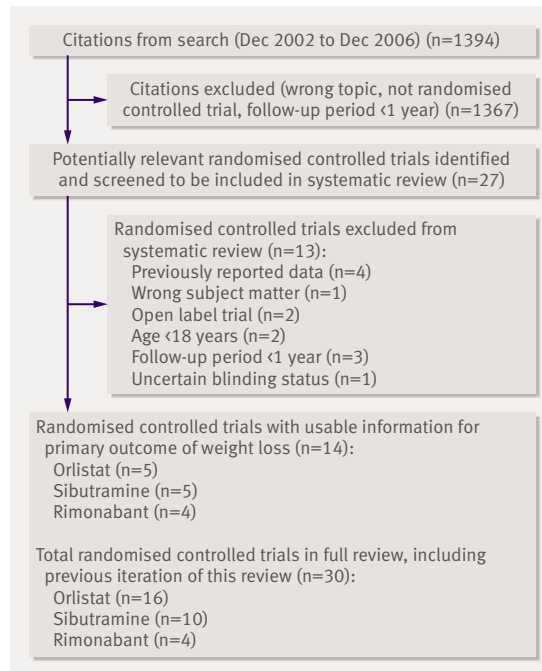 Citations from search (Dec 2002 to Dec 2006) (n=1394)
Citations excluded (wrong topic, not randomised
controlled trial, follow-up period <1 year) (n=1367)
Potentially relevant randomised controlled trials identified
and screened to be included in systematic review (n=27)
Randomised controlled trials excluded from
systematic review (n=13):
Previously reported data (n=4)
Wrong subject matter (n=1)
Open label trial (n=2)
Age <18 years (n=2)
Follow-up period <1 year (n=3)
Uncertain blinding status (n=1)
Randomised controlled trials with usable information for
primary outcome of weight loss (n=14):
Orlistat (n=5)
Sibutramine (n=5)
Rimonabant (n=4)
Total randomised controlled trials in full review, including
previous iteration of this review (n=30):
Orlistat (n=16)
Sibutramine (n=10)
Rimonabant (n=4)